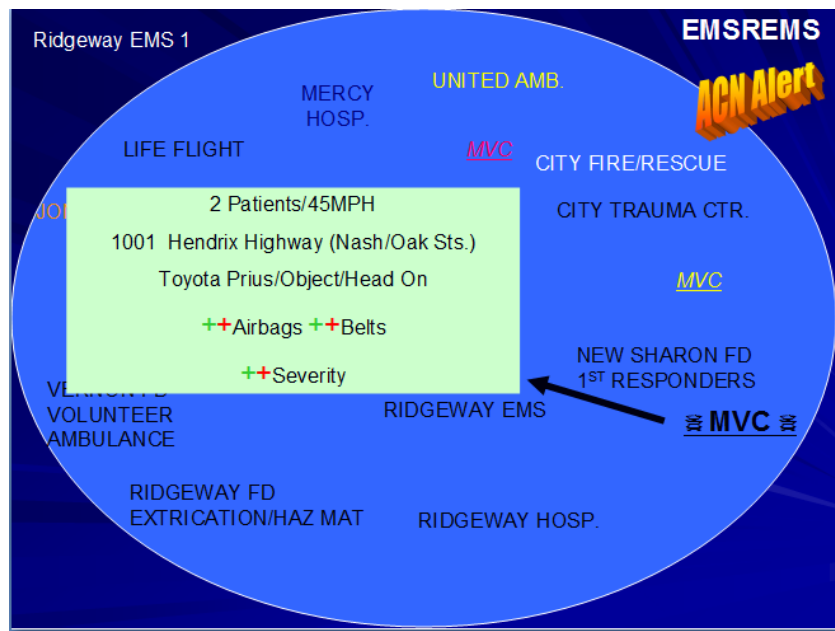 Ridgeway EMS 1
EMSREMS
ACN Alert
UNITED AMB.
MERCY
HOSP.
LIFE FLIGHT
MVC
CITY FIRE/RESCUE
2 Patients/45MPH
CITY TRAUMA CTR.
1001 Hendrix Highway (Nash/Oak Sts.)
Toyota Prius/Object/Head On
MVC
++Airbags ++Belts
++Severity
NEW SHARON FD
1ST RESPONDERS
VOLUNTEER
AMBULANCE
RIDGEWAY EMS
MVC
RIDGEWAY FD
EXTRICATION/HAZ MAT
RIDGEWAY HOSP.